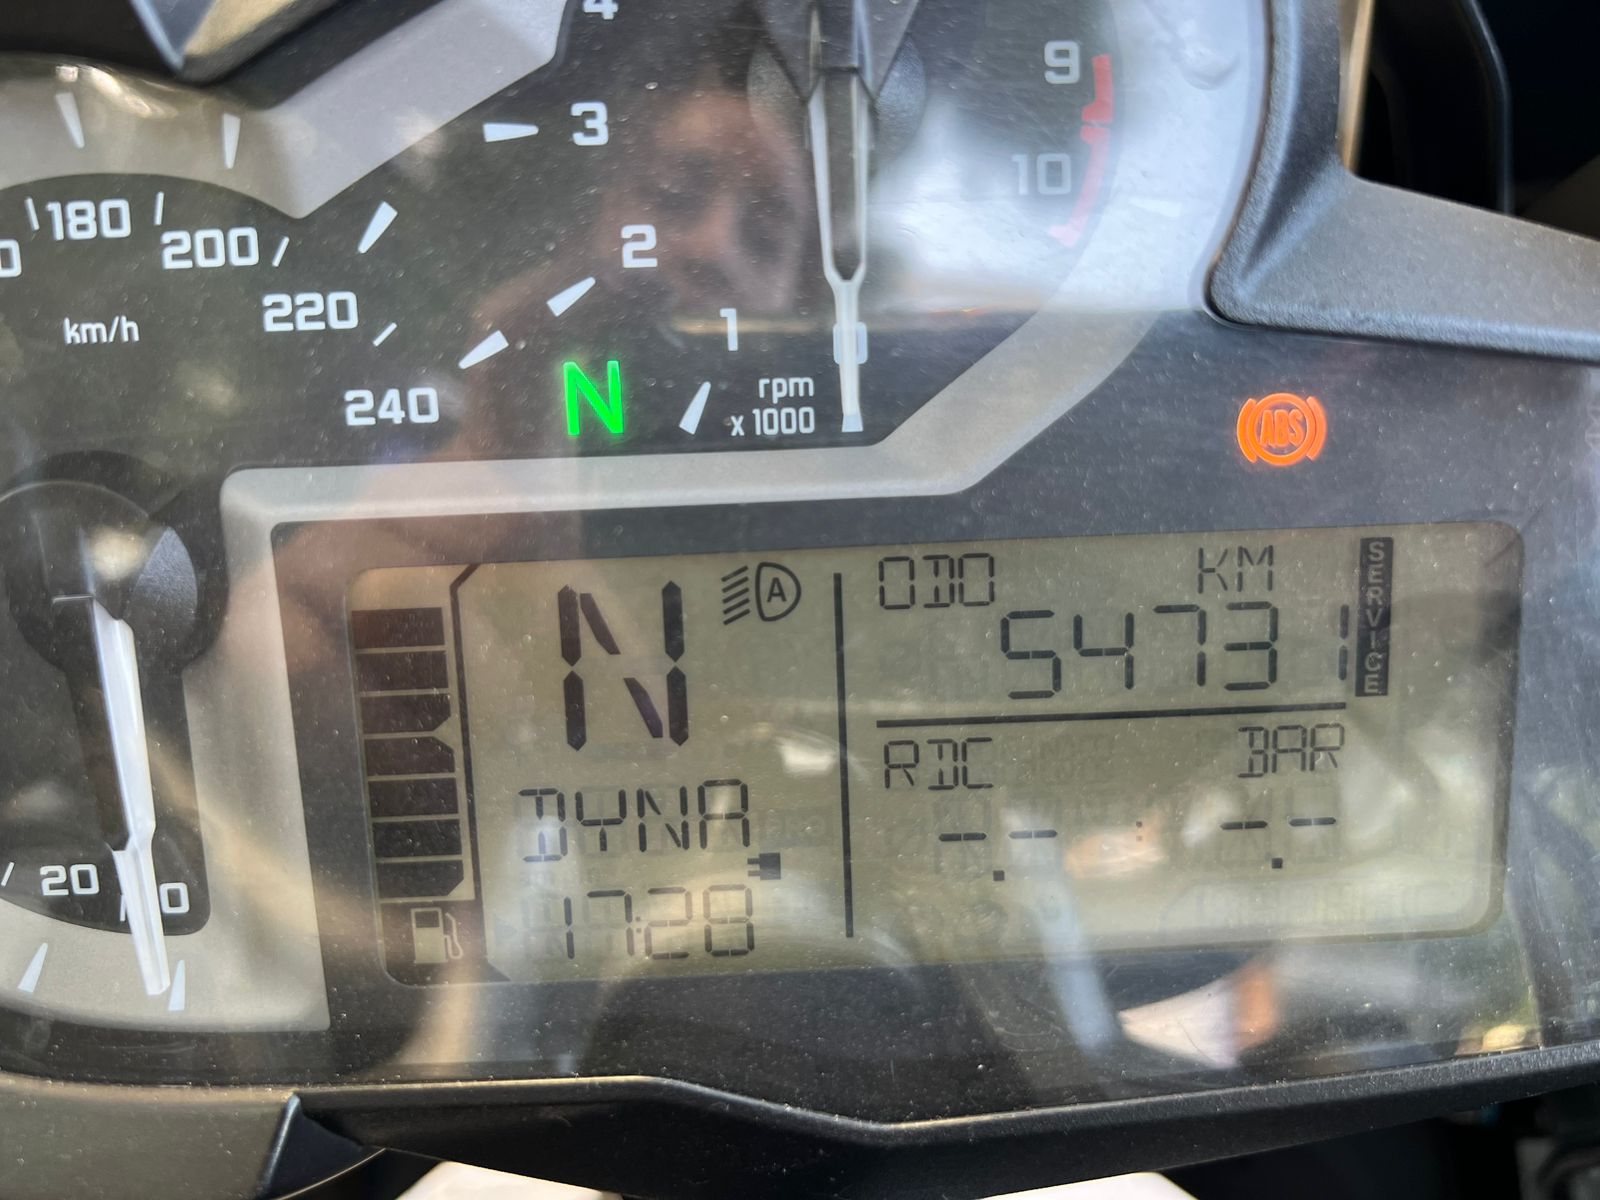 4
3
2
1
0
rpm
x 1000
9
10
180
200
220
240
km/h
N
ABS
20
0
N
A
DYNA
17:28
ODO KM
54731
SERVICE
RDC BAR
--.--.